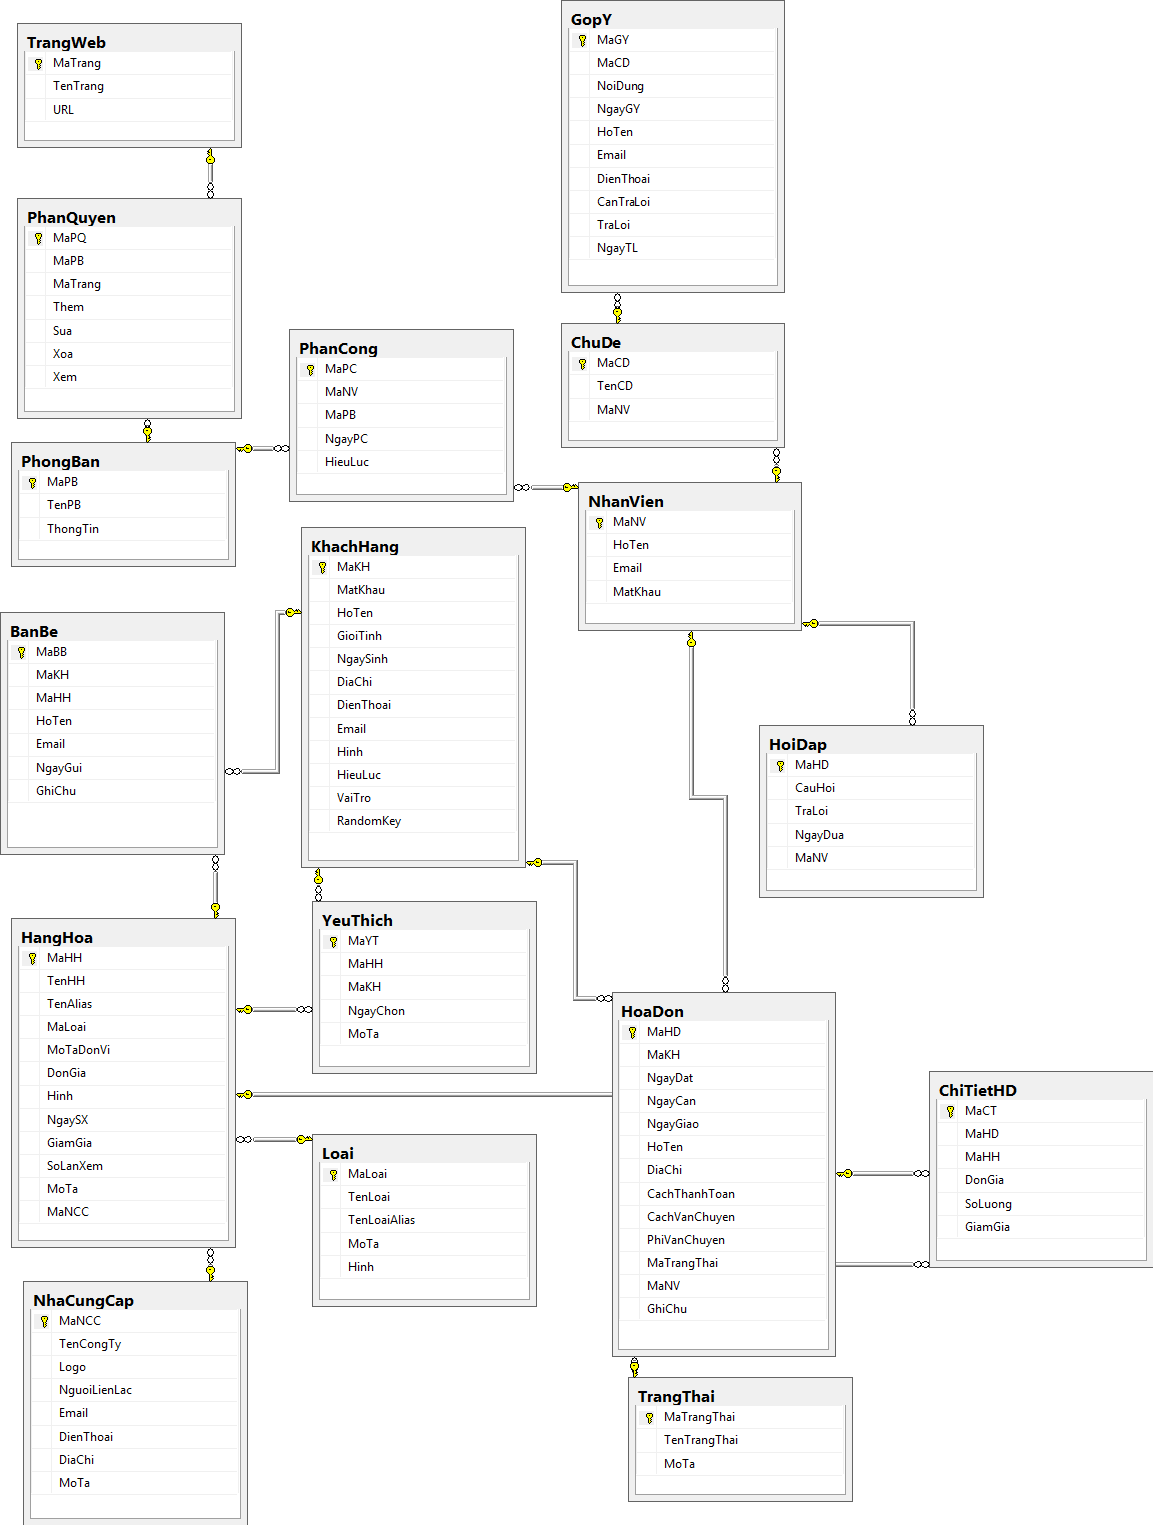 TrangWeb
MaTrang
TenTrang
URL
GopY
MaGY
MaCD
NoiDung
NgayGY
HoTen
Email
DienThoai
CanTraLoi
TraLoi
NgayTL
PhanQuyen
MaPQ
MaPB
MaTrang
Them
Sua
Xoa
Xem
PhanCong
MaPC
MaNV
MaPB
NgayPC
HieuLuc
ChuDe
MaCD
TenCD
MaNV
PhongBan
MaPB
TenPB
ThongTin
NhanVien
MaNV
HoTen
Email
MatKhau
KhachHang
MaKH
MatKhau
HoTen
GioiTinh
NgaySinh
DiaChi
DienThoai
Email
Hinh
HieuLuc
VaiTro
RandomKey
BanBe
MaBB
MaKH
MaHH
HoTen
Email
NgayGui
GhiChu
HoiDap
MaHD
CauHoi
TraLoi
NgayDua
MaNV
YeuThich
MaYT
MaHH
MaKH
NgayChon
MoTa
HangHoa
MaHH
TenHH
TenAlias
MaLoai
MoTaDonVi
DonGia
Hinh
NgaySX
GiamGia
SoLanXem
MoTa
MaNCC
HoaDon
MaHD
MaKH
NgayDat
NgayCan
NgayGiao
HoTen
DiaChi
CachThanhToan
CachVanChuyen
PhiVanChuyen
MaTrangThai
MaNV
GhiChu
ChiTietHD
MaCT
MaHD
MaHH
DonGia
SoLuong
GiamGia
Loai
MaLoai
TenLoai
TenLoaiAlias
MoTa
Hinh
NhaCungCap
MaNCC
TenCongTy
Logo
NguoiLienLac
Email
DienThoai
DiaChi
MoTa
TrangThai
MaTrangThai
TenTrangThai
MoTa